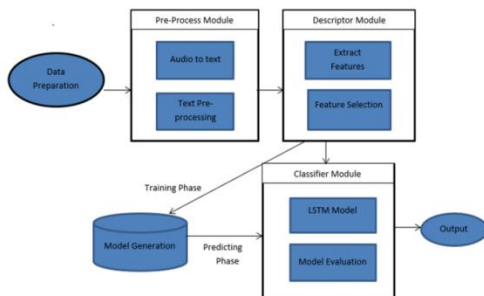 Pre-Process Module
Descriptor Module
Data
Preparation
Audio to text
Text Pre-
processing
Extract
Features
Feature Selection
Training Phase
Classifier Module
Model Generation
Predicting
Phase
LSTM Model
Model Evaluation
Output